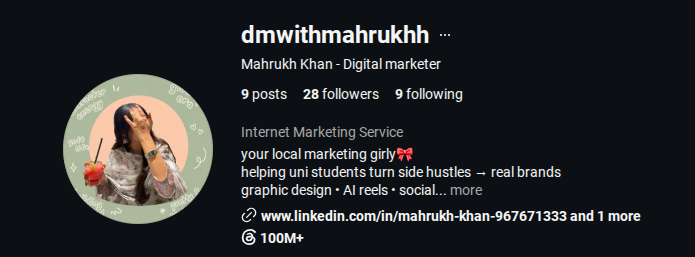 dmwithmahrukhh ...
Mahrukh Khan - Digital marketer
9 posts 28 followers 9 following
Internet Marketing Service
your local marketing girly🎀
helping uni students turn side hustles → real brands
graphic design • AI reels • social... more
www.linkedin.com/in/mahrukh-khan-967671333 and 1 more
100M+